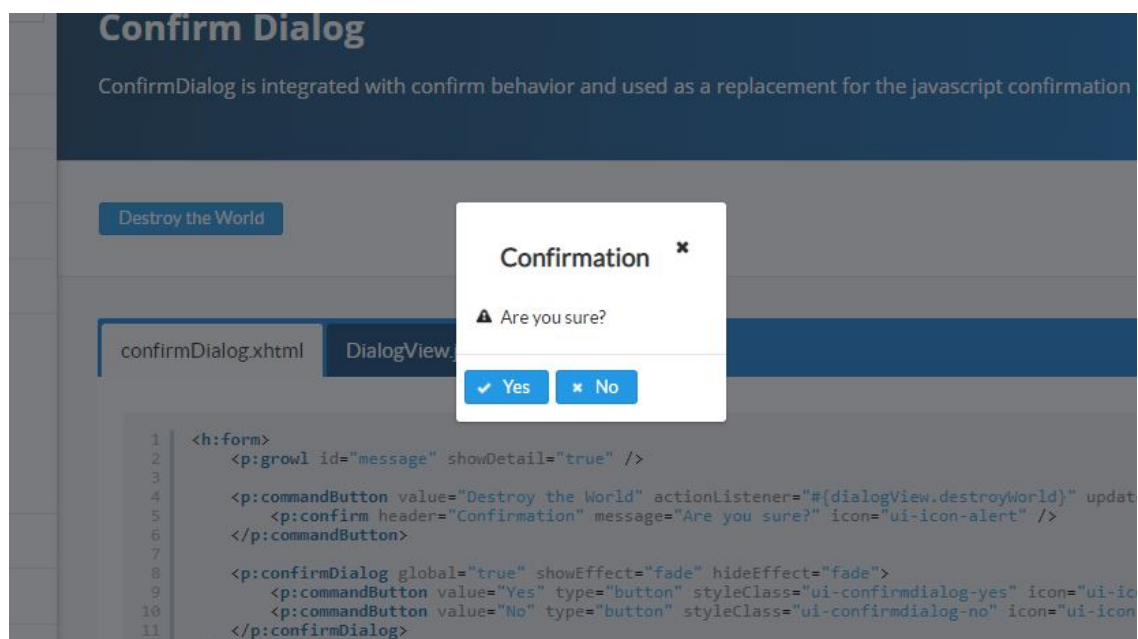 Confirm Dialog
ConfirmDialog is integrated with confirm behavior and used as a replacement for the javascript confirmation
Destroy the World
Confirmation
Are you sure?
Yes No
confirmDialog.xhtml DialogView.
1 <h:form>
2 <p:growl id="message" showDetail="true" />
3
4 <p:commandButton value="Destroy the World" actionListener="#{dialogView.destroyWorld}" updat
5 <p:confirm header="Confirmation" message="Are you sure?" icon="ui-icon-alert" />
6 </p:commandButton>
7
8 <p:confirmDialog global="true" showEffect="fade" hideEffect="fade">
9 <p:commandButton value="Yes" type="button" styleClass="ui-confirmdialog-yes" icon="ui-ic
10 <p:commandButton value="No" type="button" styleClass="ui-confirmdialog-no" icon="ui-icon
11 </p:confirmDialog>